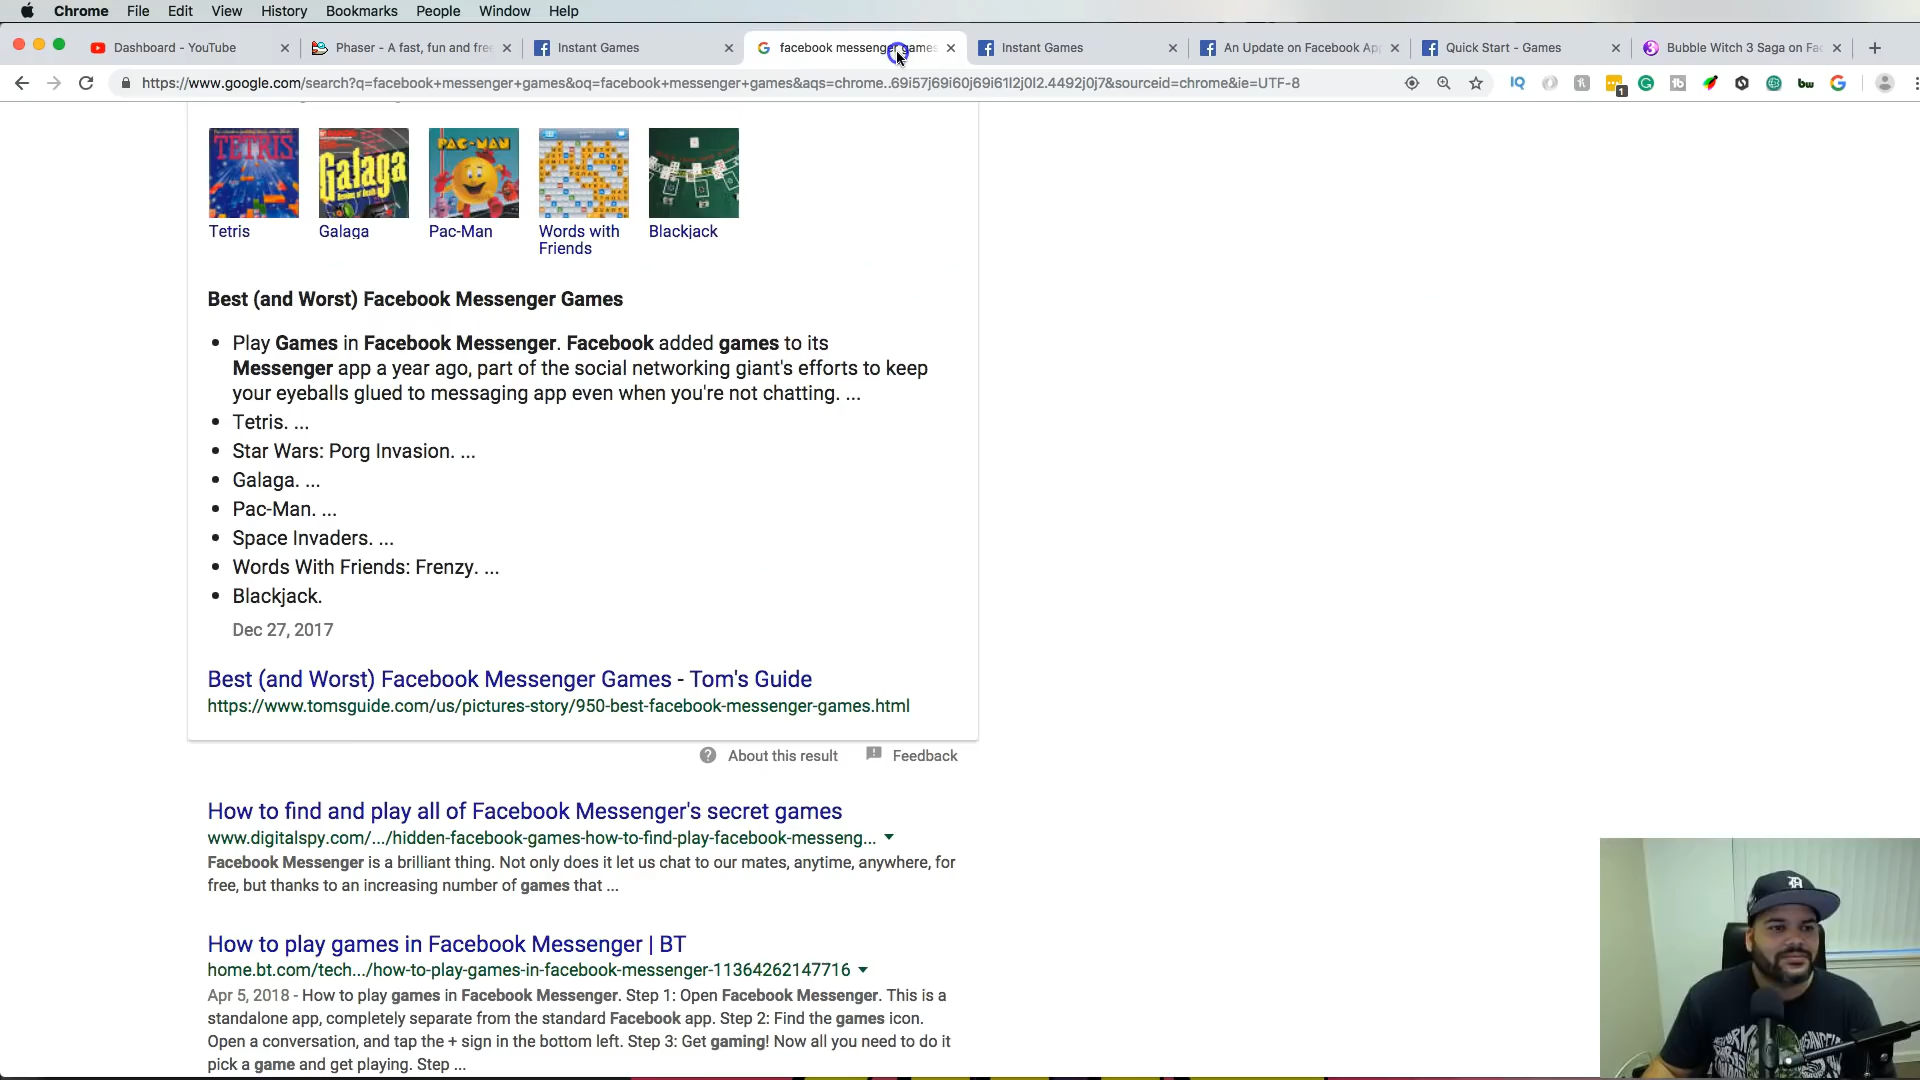 Chrome File Edit View History Bookmarks People Window Help
Dashboard - YouTube
Phaser - A fast, fun and fre
Instant Games
facebook messenger games
Instant Games
An Update on Facebook Ap
Quick Start - Games
Bubble Witch 3 Saga on Fac
https://www.google.com/search?q=facebook+messenger+games&oq=facebook+messenger+games&aqs=chrome..69i57j69i60j69i61l2j0l2.4492j0j7&sourceid=chrome&ie=UTF-8
TETRIS
Galaga
PAC-MAN
Tetris
Galaga
Pac-Man
Words with
Friends
Blackjack
Best (and Worst) Facebook Messenger Games
Play Games in Facebook Messenger. Facebook added games to its
Messenger app a year ago, part of the social networking giant's efforts to keep
your eyeballs glued to messaging app even when you're not chatting. ...
Tetris. ...
Star Wars: Porg Invasion. ...
Galaga. ...
Pac-Man. ...
Space Invaders. ...
Words With Friends: Frenzy. ...
Blackjack.
Dec 27, 2017
Best (and Worst) Facebook Messenger Games - Tom's Guide
https://www.tomsguide.com/us/pictures-story/950-best-facebook-messenger-games.html
About this result
Feedback
How to find and play all of Facebook Messenger's secret games
www.digitalspy.com/.../hidden-facebook-games-how-to-find-play-facebook-messeng...
Facebook Messenger is a brilliant thing. Not only does it let us chat to our mates, anytime, anywhere, for
free, but thanks to an increasing number of games that ...
How to play games in Facebook Messenger | BT
home.bt.com/tech.../how-to-play-games-in-facebook-messenger-11364262147716
Apr 5, 2018 - How to play games in Facebook Messenger. Step 1: Open Facebook Messenger. This is a
standalone app, completely separate from the standard Facebook app. Step 2: Find the games icon.
Open a conversation, and tap the + sign in the bottom left. Step 3: Get gaming! Now all you need to do it
pick a game and get playing. Step ...